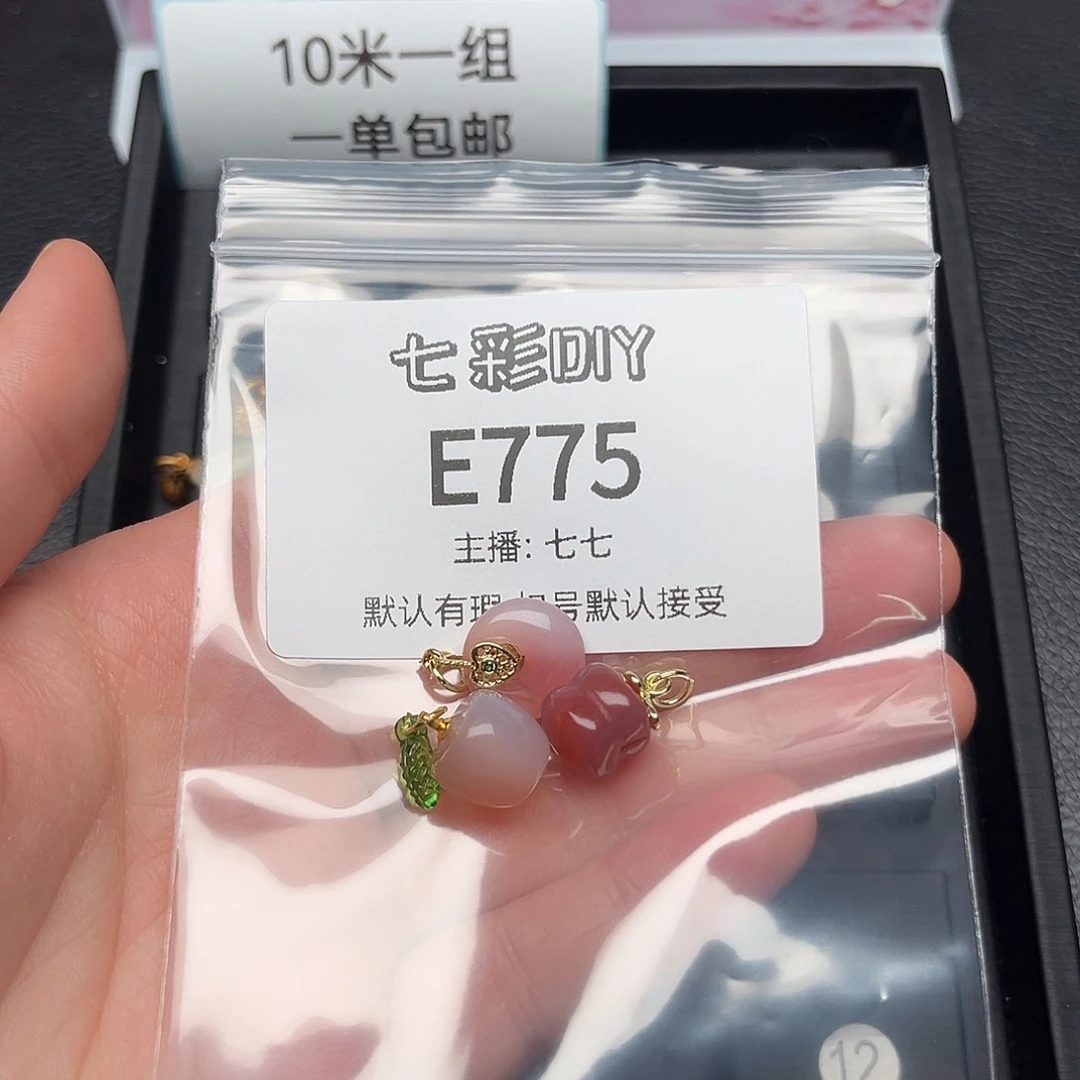 10米一组
一单包邮
七彩DIY
E775
主播: 七七
默认有瑕 号默认接受
12